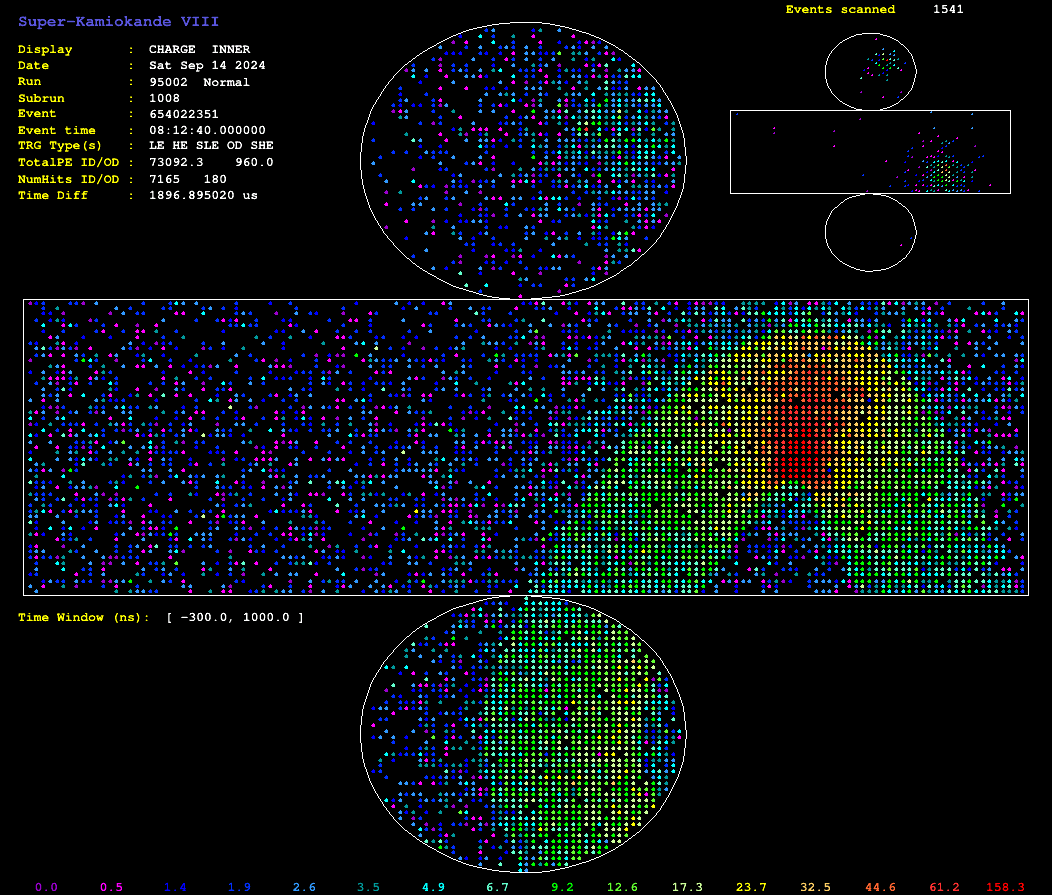 Super-Kamiokande VIII
Display : CHARGE INNER
Date : Sat Sep 14 2024
Run : 95002 Normal
Subrun : 1008
Event : 654022351
Event time : 08:12:40.000000
TRG Type(s) : LE HE SLE OD SHE
TotalPE ID/OD : 73092.3 960.0
NumHits ID/OD : 7165 180
Time Diff : 1896.895020 us
Events scanned 1541
Time Window (ns): [ -300.0, 1000.0 ]
0.0 0.5 1.4 1.9 2.6 3.5 4.9 6.7 9.2 12.6 17.3 23.7 32.5 44.6 61.2 158.3